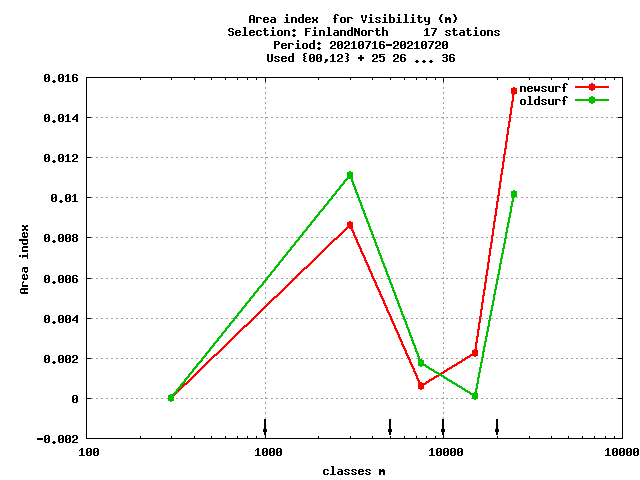 Area index for Visibility (m)
Selection: FinlandNorth 17 stations
Period: 20210716-20210720
Used {00,12} + 25 26 ... 36
0.016
0.014
0.012
0.01
0.008
0.006
0.004
0.002
0
-0.002
Area index
newsurf
oldsurf
100 1000 10000 10000
classes m